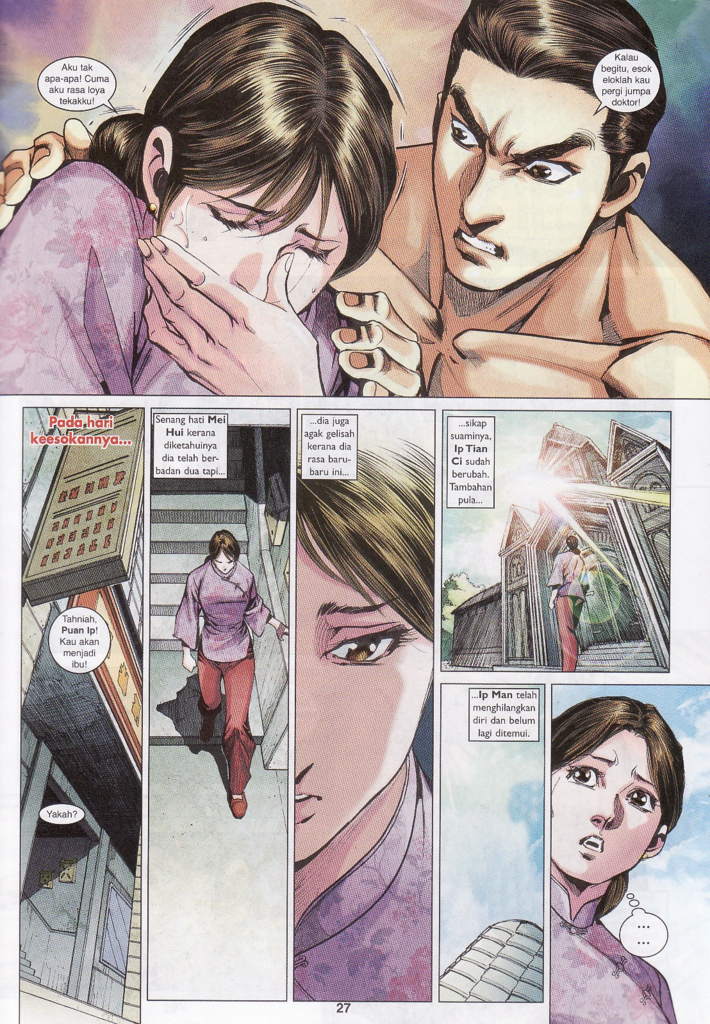 Aku tak
apa-apa! Cuma
aku rasa loya
tekakku!
Kalau
begitu, esok
eloklah kau
pergi jumpa
doktor!
Pada hari
keesokannya...
Tahniah,
Puan Ip!
Kau akan
menjadi
ibu!
Yakah?
Senang hati Mei
Hui kerana
diketahuinya
dia telah ber-
badan dua tapi...
...dia juga
agak gelisah
kerana dia
rasa baru-
baru ini...
...sikap
suaminya,
Ip Tian
Ci sudah
berubah.
Tambahan
pula...
...Ip Man telah
menghilangkan
diri dan belum
lagi ditemui.
...
...
27